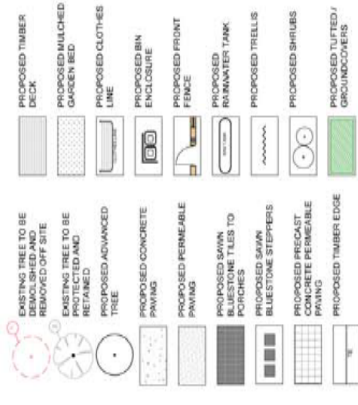 EXISTING TREE TO BE
DEMOLISHED AND
REMOVED OFF SITE
EXISTING TREE TO BE
PROTECTED AND
RETAINED
PROPOSED ADVANCED
TREE
PROPOSED CONCRETE
PAVING
PROPOSED PERMEABLE
PAVING
PROPOSED SAWN
BLUESTONE TILES TO
PORCHES
PROPOSED SAWN
BLUESTONE STEPPERS
PROPOSED PRECAST
CONCRETE PERMEABLE
PAVING
PROPOSED TIMBER EDGE
PROPOSED TIMBER
DECK
PROPOSED MULCHED
GARDEN BED
PROPOSED CLOTHES
LINE
PROPOSED BIN
ENCLOSURE
PROPOSED FRONT
FENCE
PROPOSED
RAINWATER TANK
PROPOSED TRELLIS
PROPOSED SHRUBS
PROPOSED TUFTED /
GROUNDCOVERS